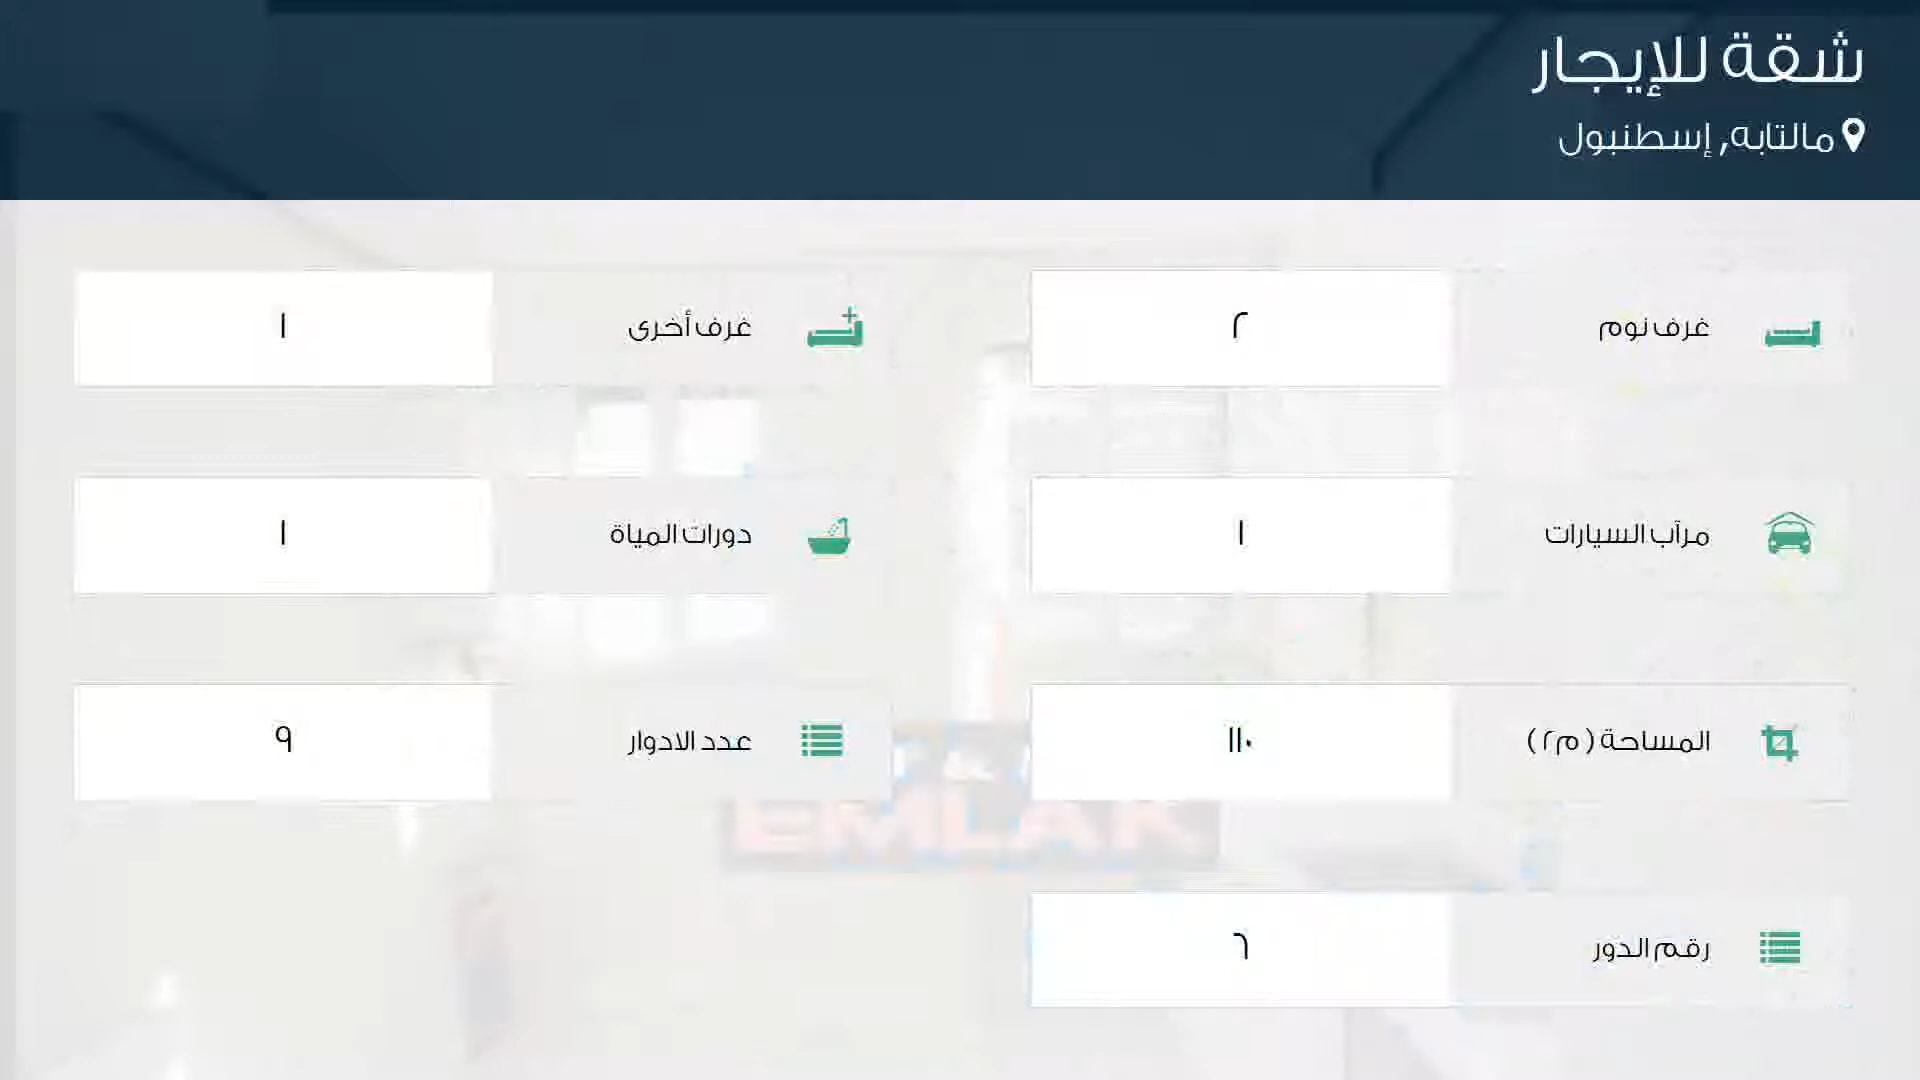 شقة للإيجار
مالتابه, إسطنبول
غرف نوم ٢
غرف أخرى ١
مرآب السيارات ١
دورات المياة ١
المساحة (م٢) ١١٠
عدد الادوار ٩
رقم الدور ٦
EMLAK